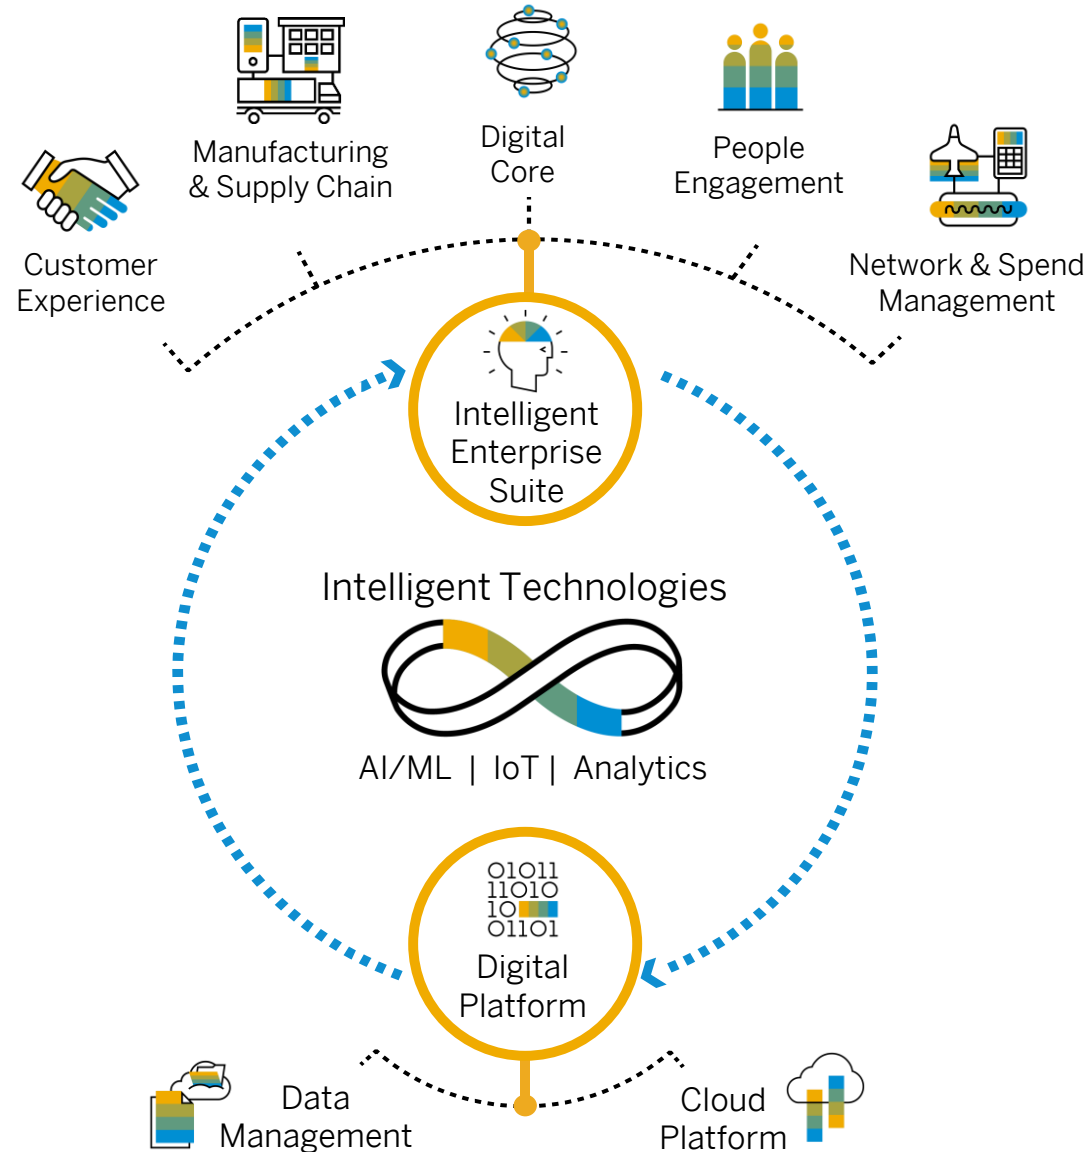 Manufacturing
& Supply Chain
Digital
Core
People
Engagement
Customer
Experience
Network & Spend
Management
Intelligent
Enterprise
Suite
Intelligent Technologies
AI/ML | IoT | Analytics
01011
11010
10
01101
Digital
Platform
Data
Management
Cloud
Platform